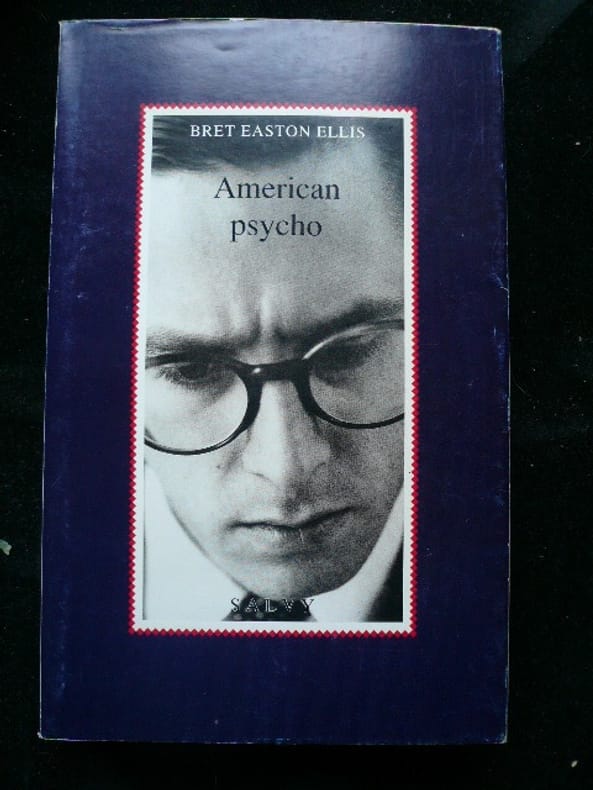 BRET EASTON ELLIS
American
psycho
SALVY